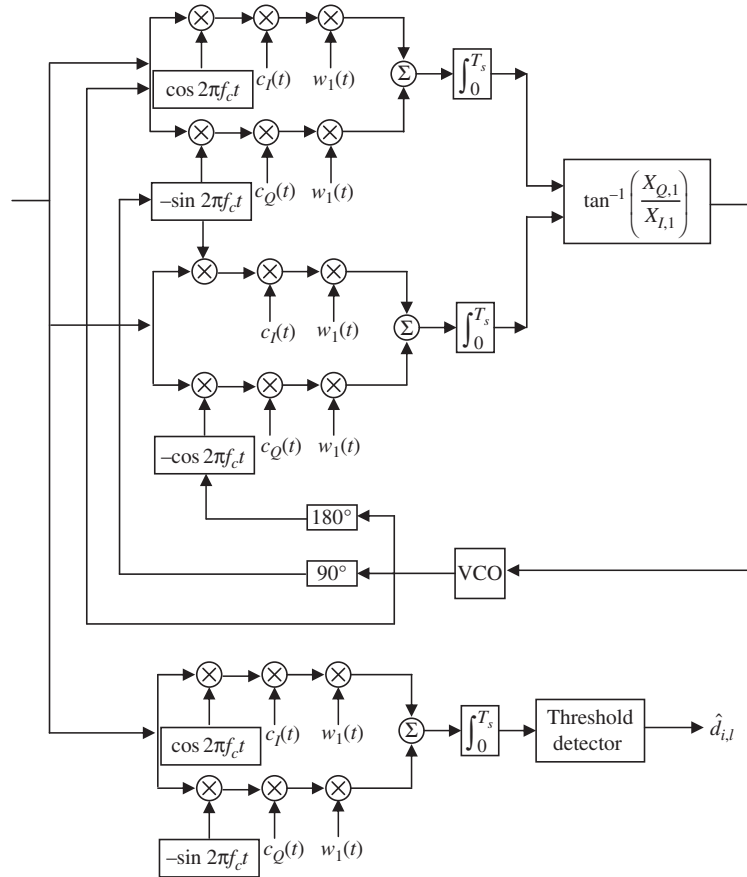 cos 2πf_c t
c_I(t)
w_1(t)
Σ
∫_0^{T_s}
c_Q(t)
w_1(t)
−sin 2πf_c t
tan^{−1} (X_{Q,1} / X_{I,1})
c_I(t)
w_1(t)
Σ
∫_0^{T_s}
c_Q(t)
w_1(t)
−cos 2πf_c t
180°
90°
VCO
cos 2πf_c t
c_I(t)
w_1(t)
Σ
∫_0^{T_s}
Threshold
detector
\hat{d}_{i,l}
c_Q(t)
w_1(t)
−sin 2πf_c t